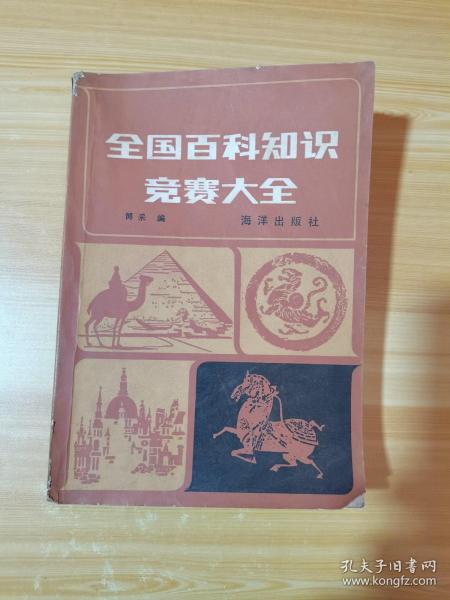 全国百科知识
竞赛大全
博采 编 海洋出版社
孔夫子旧书网
www.kongfz.com